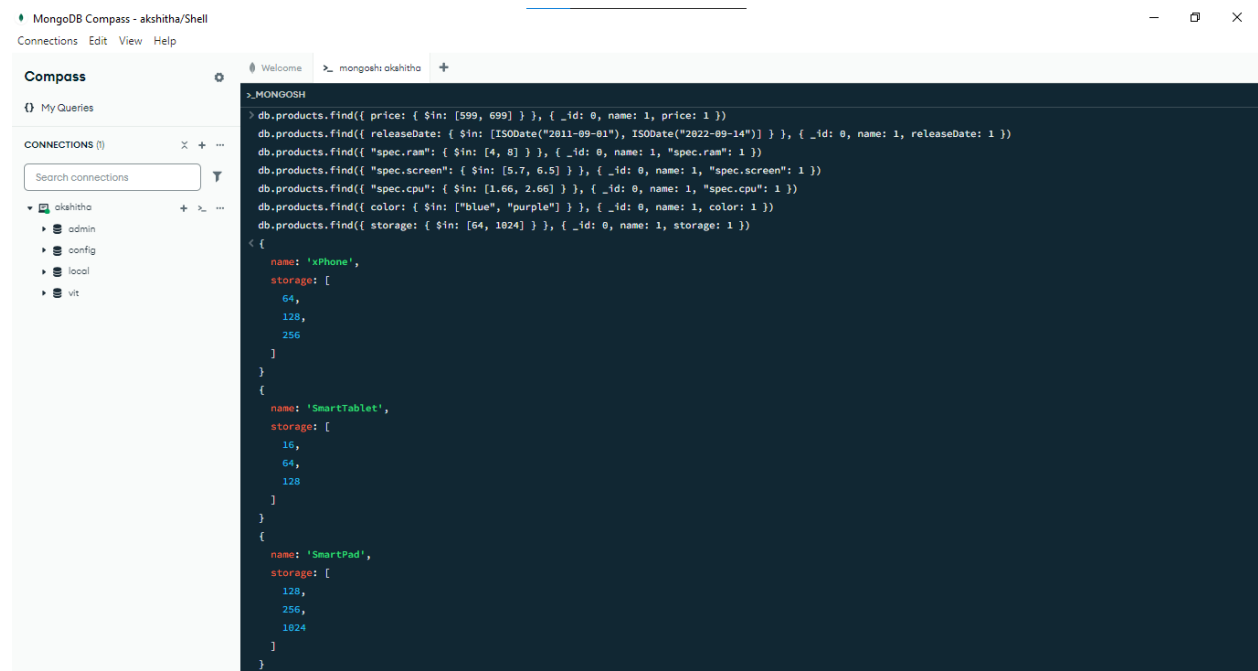 MongoDB Compass - akshitha/Shell
Connections Edit View Help
Compass
{} My Queries
CONNECTIONS (1)
Search connections
akshitha
admin
config
local
vit
Welcome
>_ mongosh: akshitha
>_MONGOSH
> db.products.find({ price: { $in: [599, 699] } }, { _id: 0, name: 1, price: 1 })
db.products.find({ releaseDate: { $in: [ISODate("2011-09-01"), ISODate("2022-09-14")] } }, { _id: 0, name: 1, releaseDate: 1 })
db.products.find({ "spec.ram": { $in: [4, 8] } }, { _id: 0, name: 1, "spec.ram": 1 })
db.products.find({ "spec.screen": { $in: [5.7, 6.5] } }, { _id: 0, name: 1, "spec.screen": 1 })
db.products.find({ "spec.cpu": { $in: [1.66, 2.66] } }, { _id: 0, name: 1, "spec.cpu": 1 })
db.products.find({ color: { $in: ["blue", "purple"] } }, { _id: 0, name: 1, color: 1 })
db.products.find({ storage: { $in: [64, 1024] } }, { _id: 0, name: 1, storage: 1 })
< {
name: 'xPhone',
storage: [
64,
128,
256
]
}
{
name: 'SmartTablet',
storage: [
16,
64,
128
]
}
{
name: 'SmartPad',
storage: [
128,
256,
1024
]
}